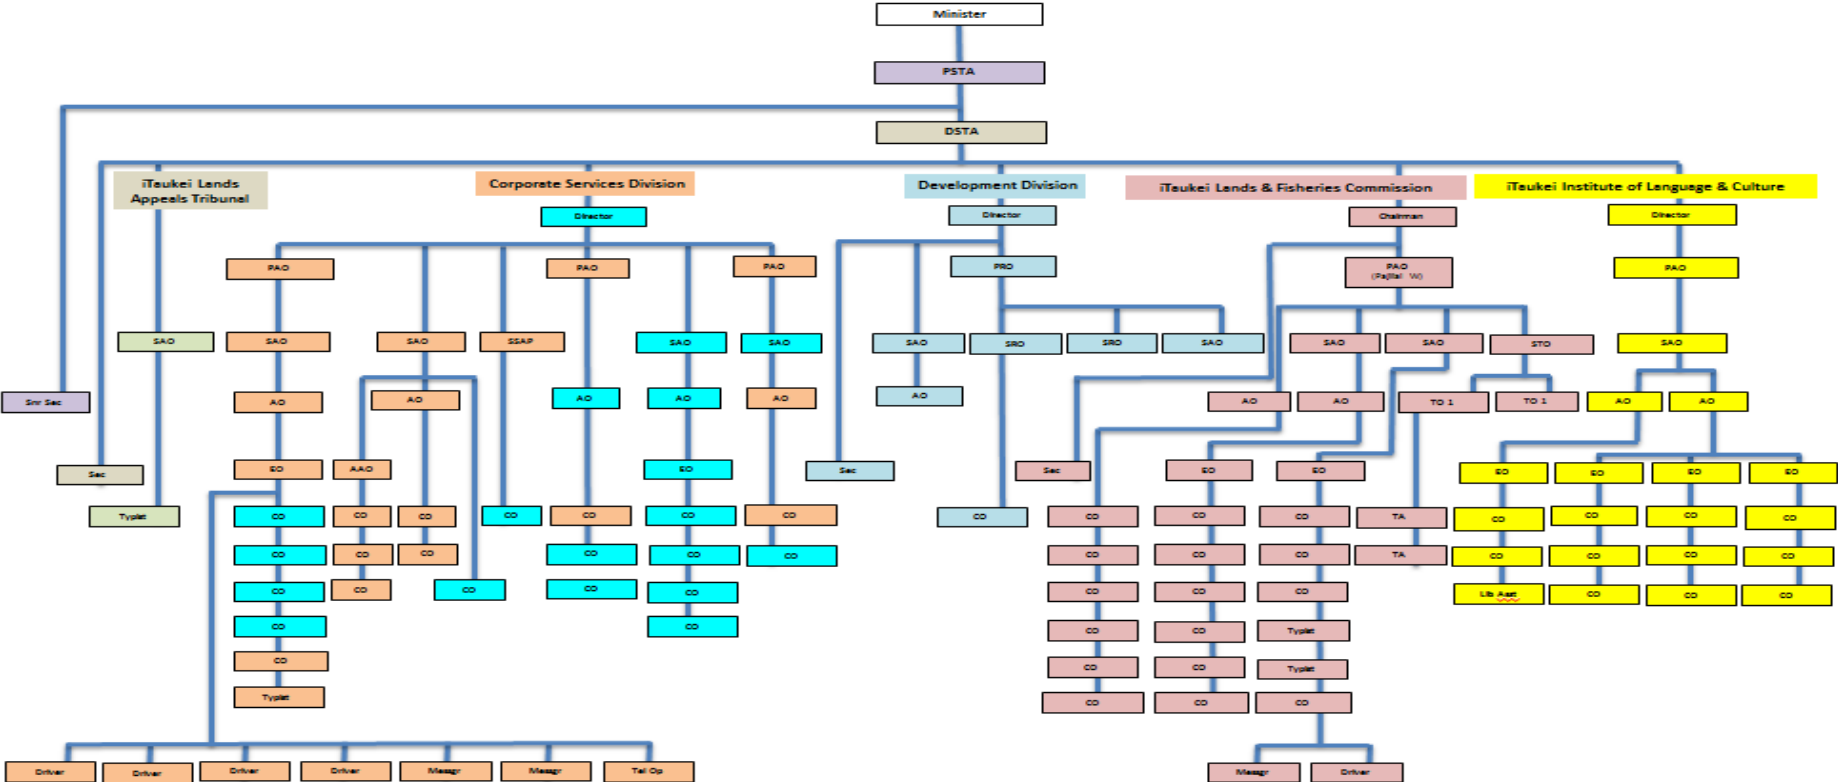 Minister
PSTA
DSTA
iTaukei Lands
Appeals Tribunal
Corporate Services Division
Development Division
iTaukei Lands & Fisheries Commission
iTaukei Institute of Language & Culture
Director
Director
Chairman
Director
PAO
PAO
PAO
PRO
PAO
(Pajilai W)
PAO
SAO
SAO
SAO
SSAP
SAO
SAO
SAO
SRO
SRO
SAO
SAO
SAO
STO
SAO
Snr Sec
AO
AO
AO
AO
AO
AO
AO
AO
TO 1
TO 1
AO
AO
Sec
EO
AAO
EO
Sec
Sec
EO
EO
EO
EO
EO
EO
Typist
CO
CO
CO
CO
CO
CO
CO
CO
CO
CO
CO
TA
CO
CO
CO
CO
CO
CO
CO
CO
CO
CO
CO
CO
CO
TA
CO
CO
CO
CO
CO
CO
CO
CO
CO
CO
CO
CO
Lib Asst
CO
CO
CO
CO
CO
CO
CO
Typist
CO
CO
CO
Typist
Typist
CO
CO
CO
Driver
Driver
Driver
Driver
Messgr
Messgr
Tel Op
Messgr
Driver